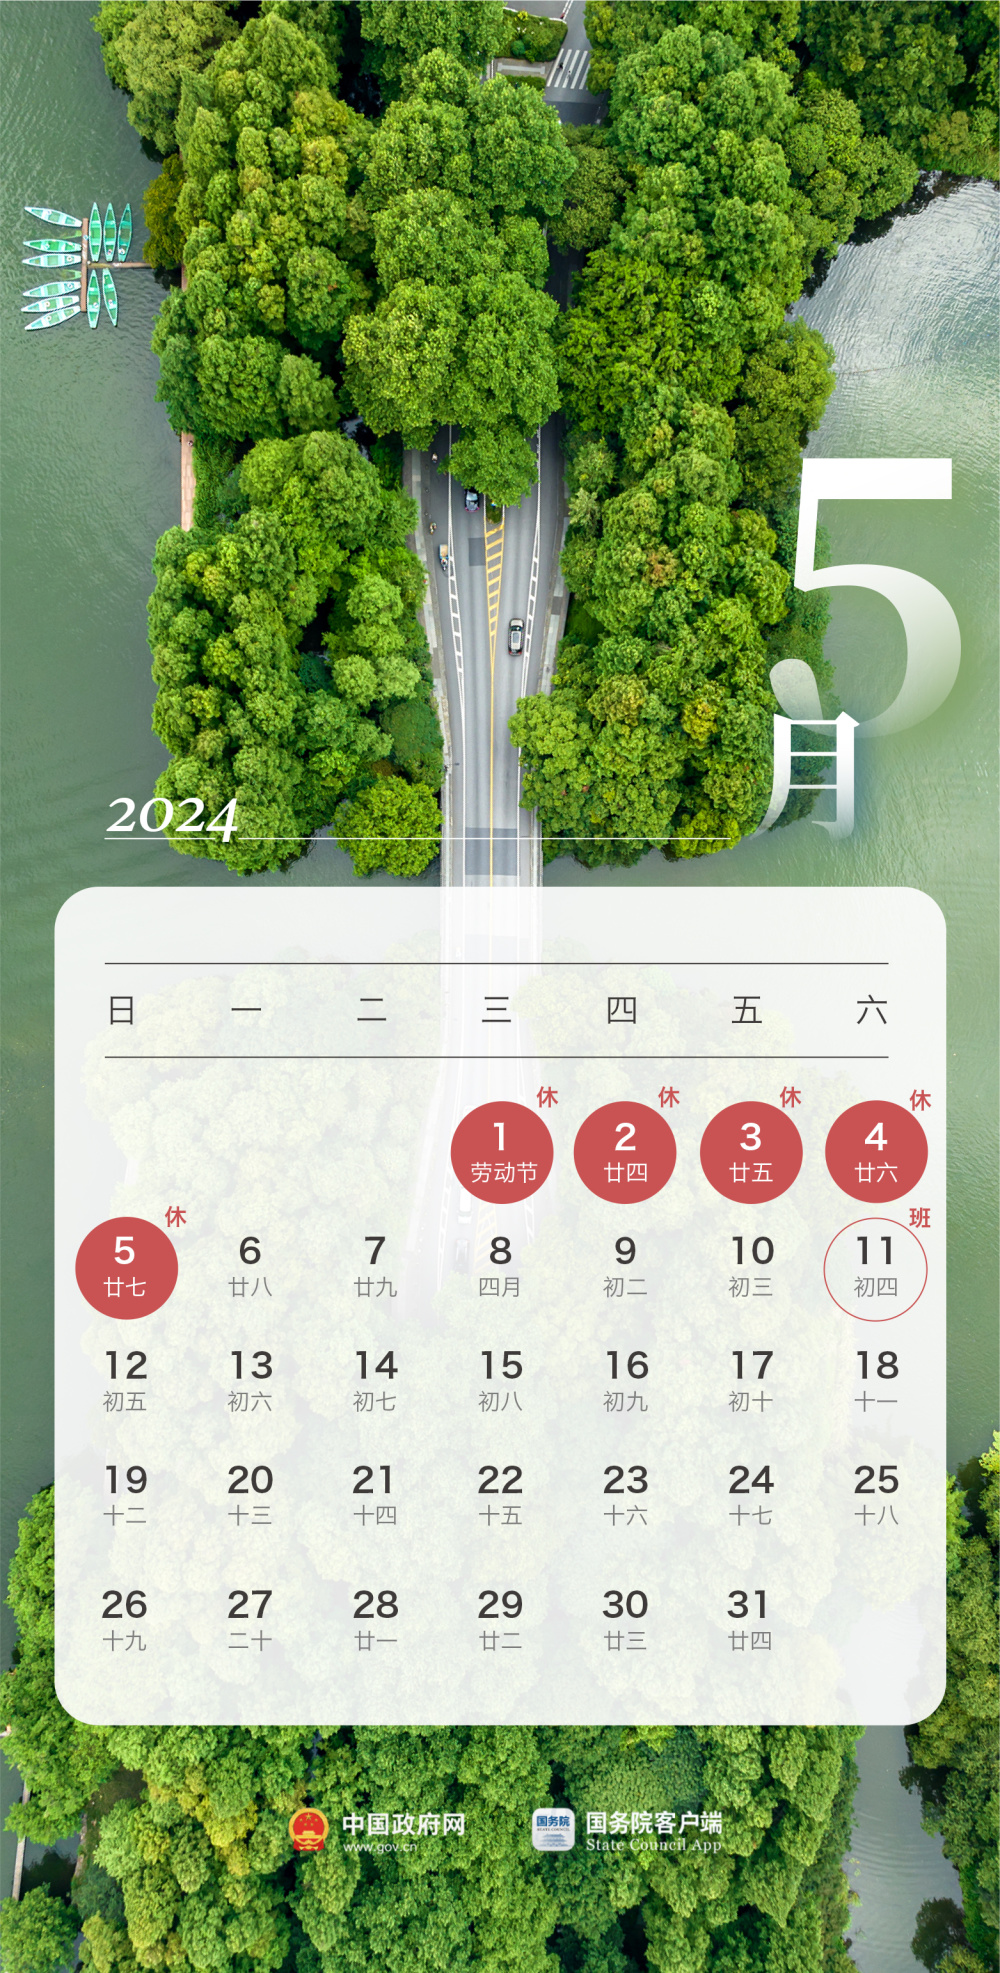 5
月
2024
日 一 二 三 四 五 六
休 休 休 休
1 2 3 4
劳动节 廿四 廿五 廿六
休 班
5 6 7 8 9 10 11
廿七 廿八 廿九 四月 初二 初三 初四
12 13 14 15 16 17 18
初五 初六 初七 初八 初九 初十 十一
19 20 21 22 23 24 25
十二 十三 十四 十五 十六 十七 十八
26 27 28 29 30 31
十九 二十 廿一 廿二 廿三 廿四
中国政府网 国务院 国务院客户端
www.gov.cn State Council App